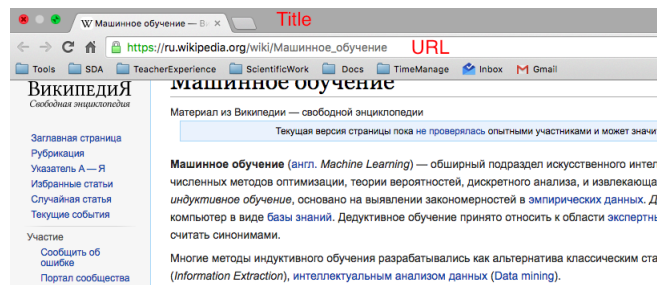 Машинное обучение — Ви
Title
https://ru.wikipedia.org/wiki/Машинное_обучение
URL
Tools SDA TeacherExperience ScientificWork Docs TimeManage Inbox Gmail
ВИКИПЕДИЯ
Свободная энциклопедия
Заглавная страница
Рубрикация
Указатель А — Я
Избранные статьи
Случайная статья
Текущие события
Участие
Сообщить об
ошибке
Портал сообщества
Машинное обучение
Материал из Википедии — свободной энциклопедии
Текущая версия страницы пока не проверялась опытными участниками и может значи
Машинное обучение (англ. Machine Learning) — обширный подраздел искусственного интел
численных методов оптимизации, теории вероятностей, дискретного анализа, и извлекающа
индуктивное обучение, основано на выявлении закономерностей в эмпирических данных. Д
компьютер в виде базы знаний. Дедуктивное обучение принято относить к области экспертны
считать синонимами.
Многие методы индуктивного обучения разрабатывались как альтернатива классическим ста
(Information Extraction), интеллектуальным анализом данных (Data mining).